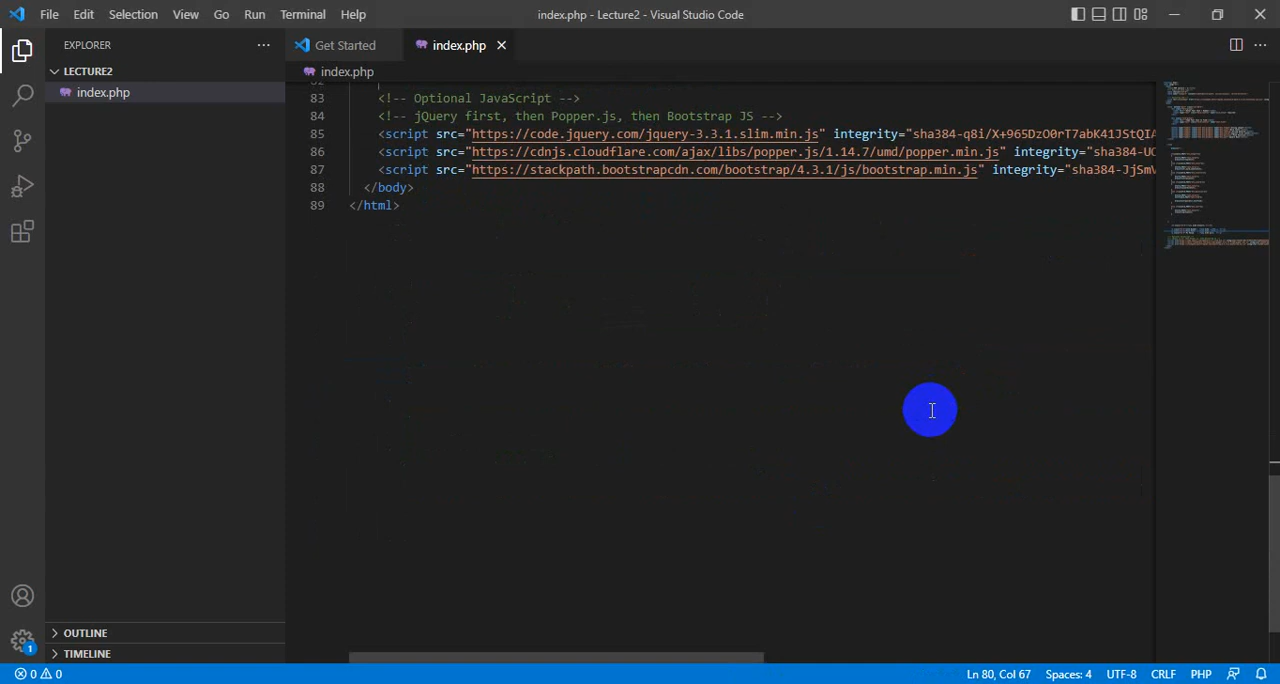 File Edit Selection View Go Run Terminal Help
index.php - Lecture2 - Visual Studio Code
EXPLORER
LECTURE2
index.php
Get Started
index.php
index.php
83 <!-- Optional JavaScript -->
84 <!-- jQuery first, then Popper.js, then Bootstrap JS -->
85 <script src="https://code.jquery.com/jquery-3.3.1.slim.min.js" integrity="sha384-q8i/X+965DzO0rT7abK41JStQIA
86 <script src="https://cdnjs.cloudflare.com/ajax/libs/popper.js/1.14.7/umd/popper.min.js" integrity="sha384-UO
87 <script src="https://stackpath.bootstrapcdn.com/bootstrap/4.3.1/js/bootstrap.min.js" integrity="sha384-JjSmV
88 </body>
89 </html>
OUTLINE
TIMELINE
1
0 0
Ln 80, Col 67 Spaces: 4 UTF-8 CRLF PHP